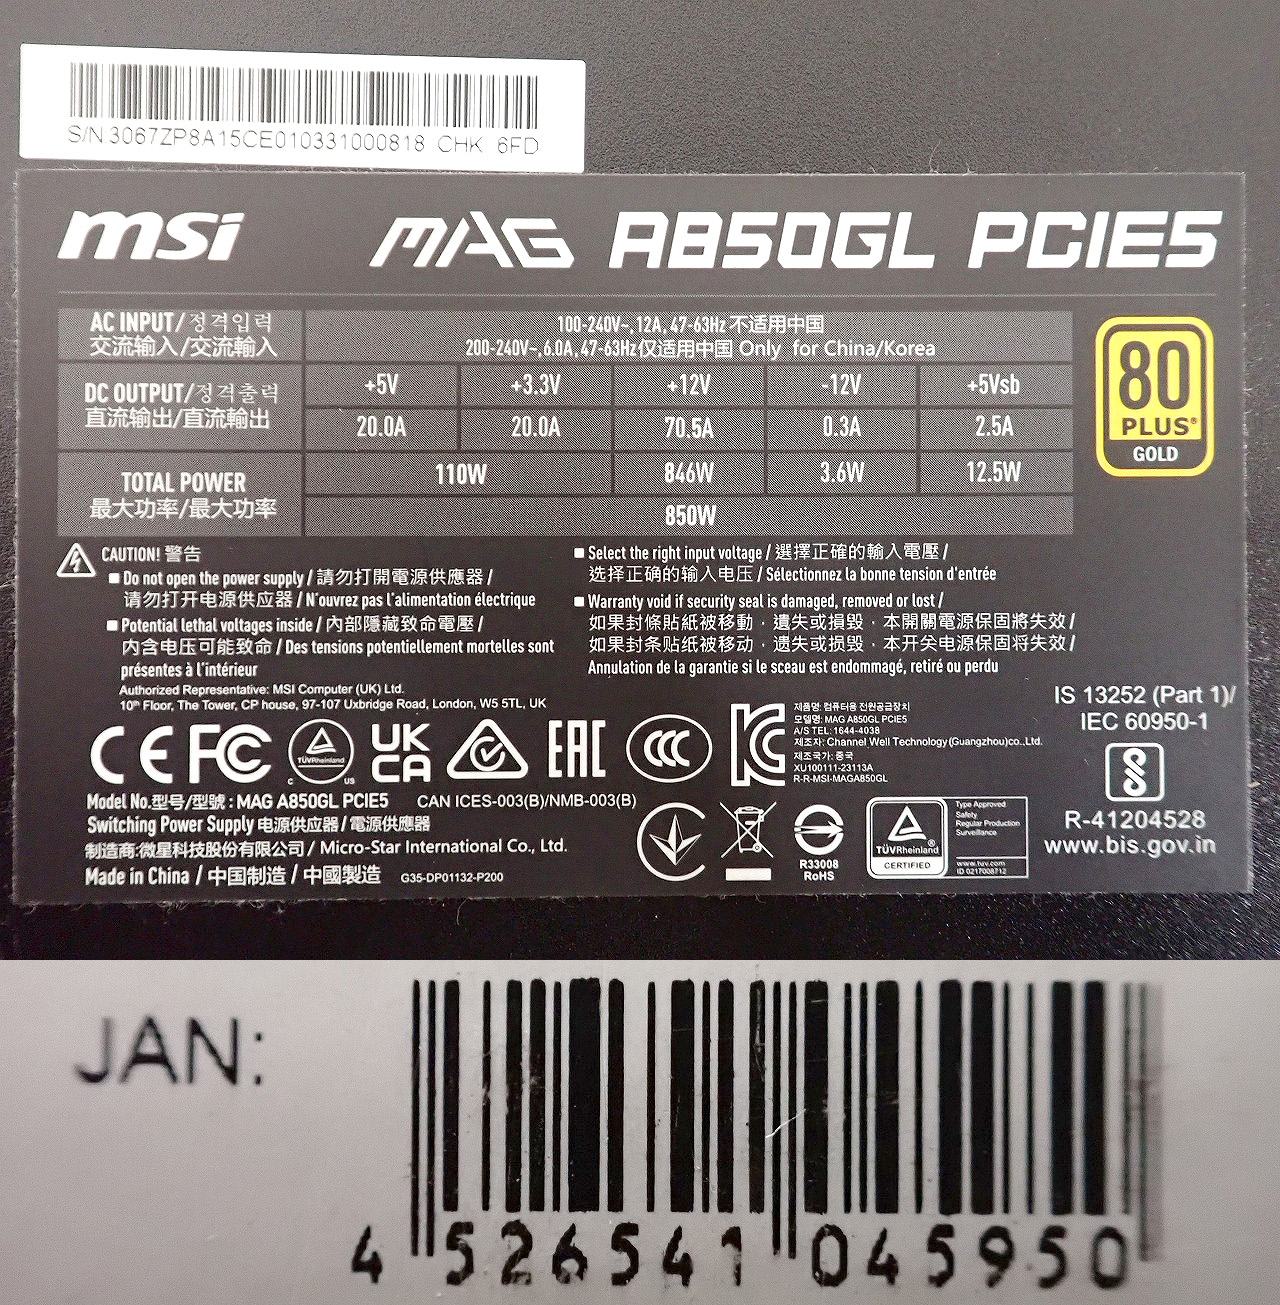 S/N:3067ZP8A15CE010331000818 CHK 6FD
msi MAG A850GL PCIE5
AC INPUT/정격입력
交流输入/交流輸入
100-240V~, 12A, 47-63Hz 不适用中国
200-240V~, 6.0A, 47-63Hz仅适用中国 Only for China/Korea
DC OUTPUT/정격출력
直流输出/直流輸出
+5V +3.3V +12V -12V +5Vsb
20.0A 20.0A 70.5A 0.3A 2.5A
TOTAL POWER
最大功率/最大功率
110W 846W 3.6W 12.5W
850W
80
PLUS®
GOLD
CAUTION! 警告
■ Do not open the power supply / 請勿打開電源供應器 /
请勿打开电源供应器 / N'ouvrez pas l'alimentation électrique
■ Potential lethal voltages inside / 內部隱藏致命電壓 /
内含电压可能致命 / Des tensions potentiellement mortelles sont
présentes à l'intérieur
■ Select the right input voltage / 選擇正確的輸入電壓 /
选择正确的输入电压 / Sélectionnez la bonne tension d'entrée
■ Warranty void if security seal is damaged, removed or lost /
如果封條貼紙被移動﹐遺失或損毀﹐本開關電源保固將失效 /
如果封条贴纸被移动﹐遗失或损毁﹐本开关电源保固将失效 /
Annulation de la garantie si le sceau est endommagé, retiré ou perdu
Authorized Representative: MSI Computer (UK) Ltd.
10th Floor, The Tower, CP house, 97-107 Uxbridge Road, London, W5 5TL, UK
IS 13252 (Part 1)/
IEC 60950-1
R-41204528
www.bis.gov.in
CE FC TÜVRheinland C US UK CA EAC CCC KC
제품명: 컴퓨터용 전원공급장치
모델명: MAG A850GL PCIE5
A/S TEL: 1644-4038
제조자: Channel Well Technology(Guangzhou)co.,Ltd.
제조국가: 중국
XU100111-23113A
R-R-MSI-MAGA850GL
Model No.型号/型號 : MAG A850GL PCIE5 CAN ICES-003(B)/NMB-003(B)
Switching Power Supply 电源供应器 / 電源供應器
制造商:微星科技股份有限公司 / Micro-Star International Co., Ltd.
Made in China / 中国制造 / 中國製造 G35-DP01132-P200
R33008
RoHS
TÜVRheinland®
CERTIFIED
Type Approved
Safety
Regular Production
Surveillance
www.tuv.com
ID 0217008712
JAN:
4 526541 045950